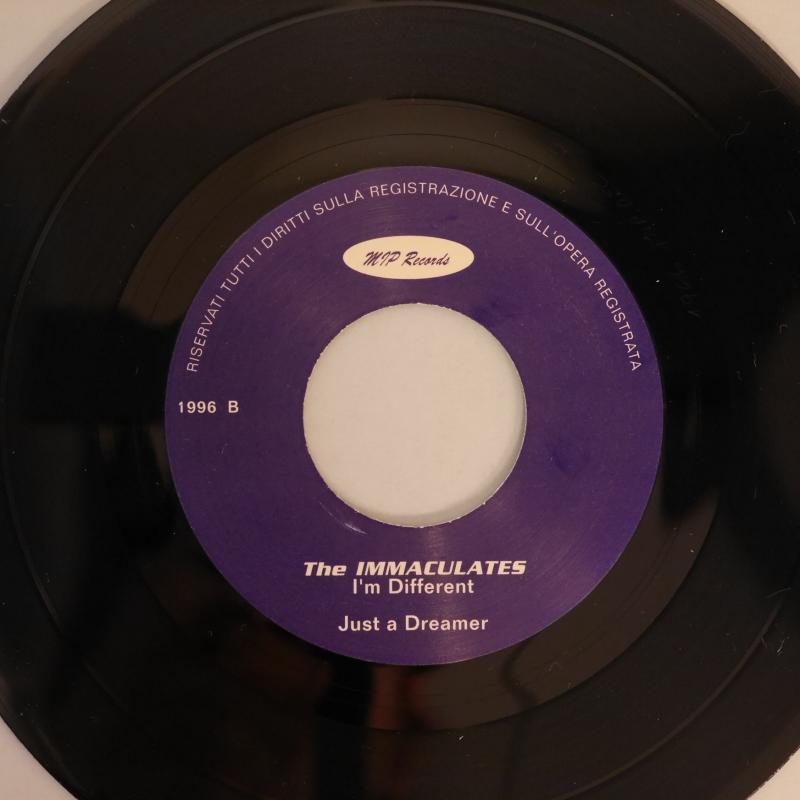 RISERVATI TUTTI I DIRITTI SULLA REGISTRAZIONE E SULL'OPERA REGISTRATA
MIP Records
1996 B
The IMMACULATES
I'm Different
Just a Dreamer